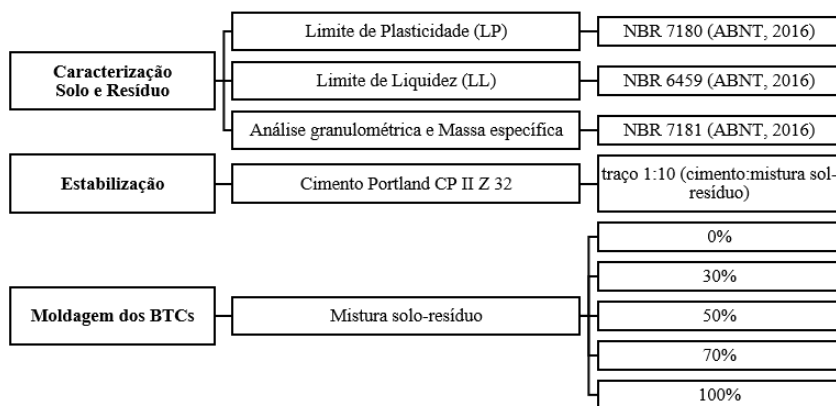 Limite de Plasticidade (LP)
NBR 7180 (ABNT, 2016)
Caracterização
Solo e Resíduo
Limite de Liquidez (LL)
NBR 6459 (ABNT, 2016)
Análise granulométrica e Massa específica
NBR 7181 (ABNT, 2016)
Estabilização
Cimento Portland CP II Z 32
traço 1:10 (cimento:mistura sol-
resíduo)
Moldagem dos BTCs
Mistura solo-resíduo
0%
30%
50%
70%
100%